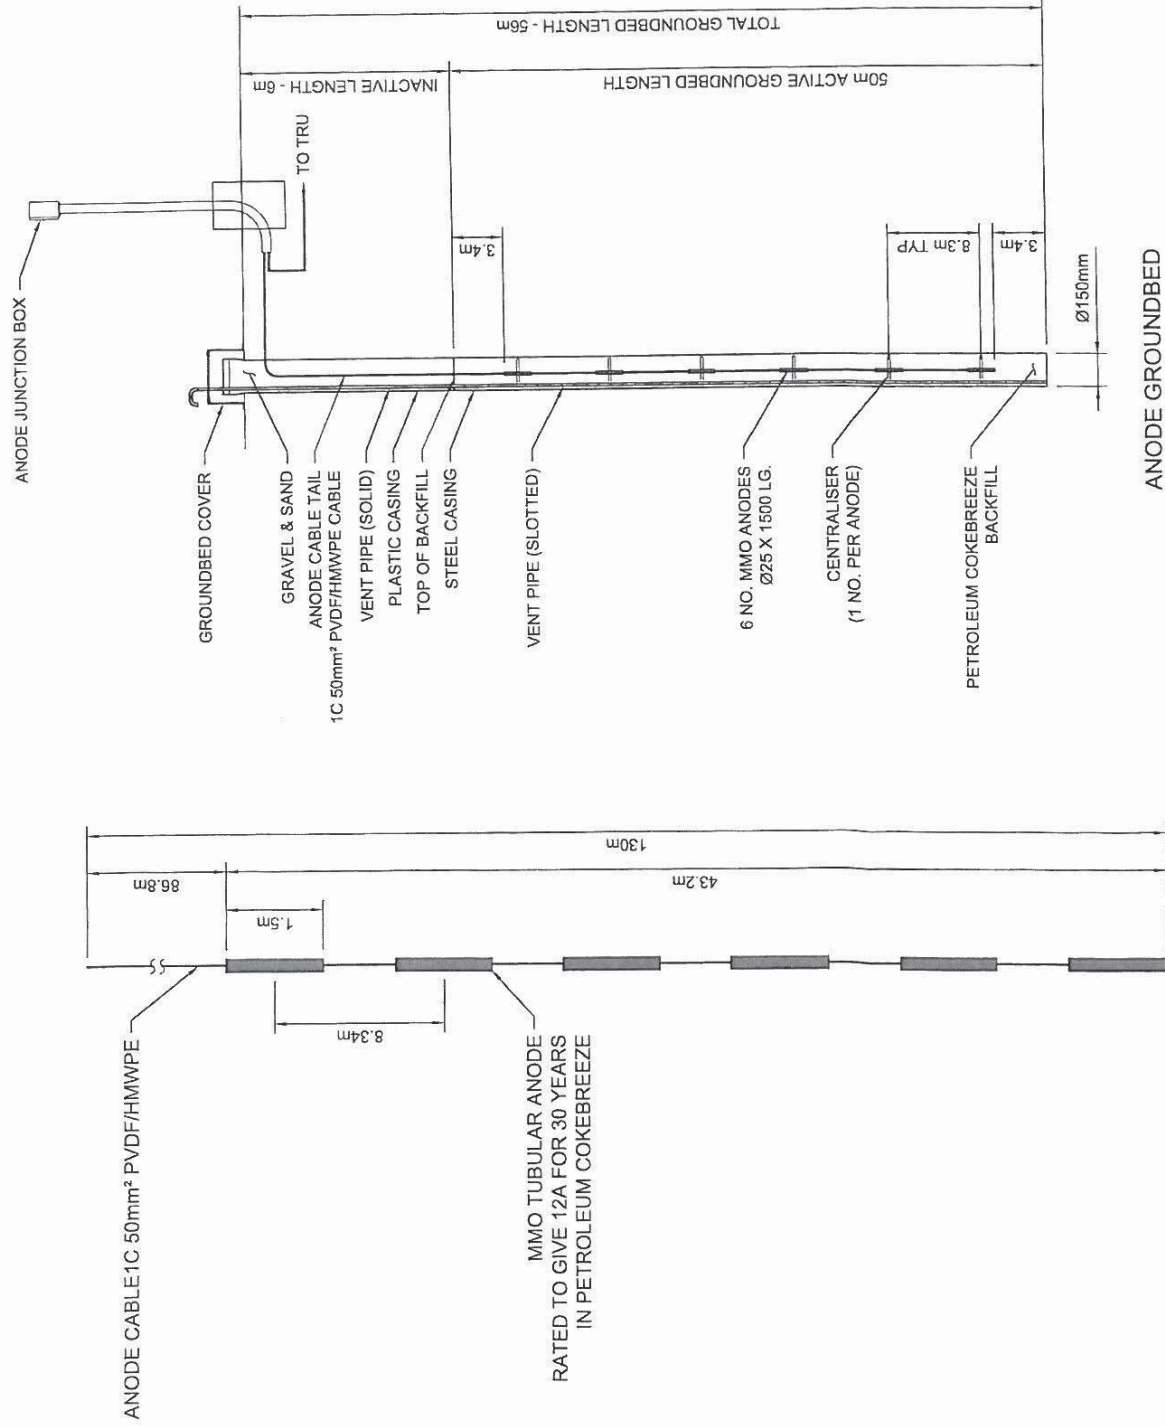 ANODE JUNCTION BOX
TO TRU
GROUNDBED COVER
GRAVEL & SAND
ANODE CABLE TAIL
1C 50mm² PVDF/HMWPE CABLE
VENT PIPE (SOLID)
PLASTIC CASING
TOP OF BACKFILL
STEEL CASING
VENT PIPE (SLOTTED)
6 NO. MMO ANODES
Ø25 X 1500 LG.
CENTRALISER
(1 NO. PER ANODE)
PETROLEUM COKEBREEZE
BACKFILL
INACTIVE LENGTH - 6m
50m ACTIVE GROUNDBED LENGTH
TOTAL GROUNDBED LENGTH - 56m
3.4m
8.3m TYP
3.4m
Ø150mm
ANODE GROUNDBED
ANODE CABLE1C 50mm² PVDF/HMWPE
86.8m
130m
43.2m
1.5m
8.34m
MMO TUBULAR ANODE
RATED TO GIVE 12A FOR 30 YEARS
IN PETROLEUM COKEBREEZE